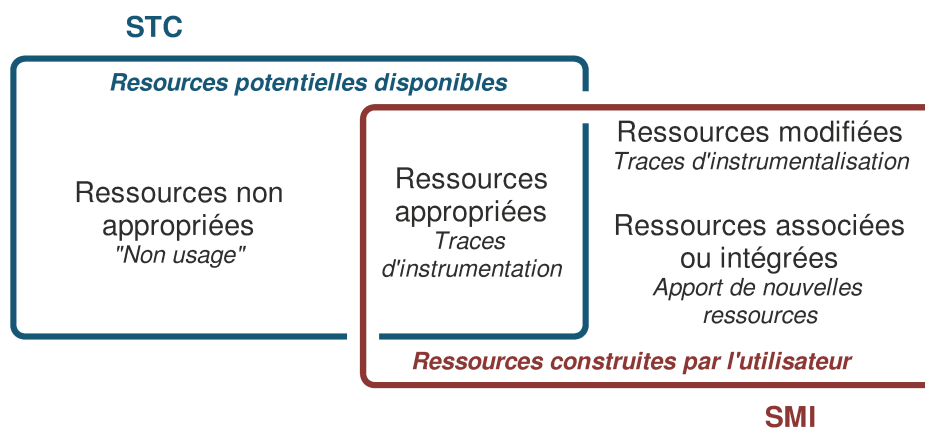 STC
Resources potentielles disponibles
Ressources non
appropriées
"Non usage"
Ressources
appropriées
Traces
d'instrumentation
Ressources modifiées
Traces d'instrumentalisation
Ressources associées
ou intégrées
Apport de nouvelles
ressources
Ressources construites par l'utilisateur
SMI